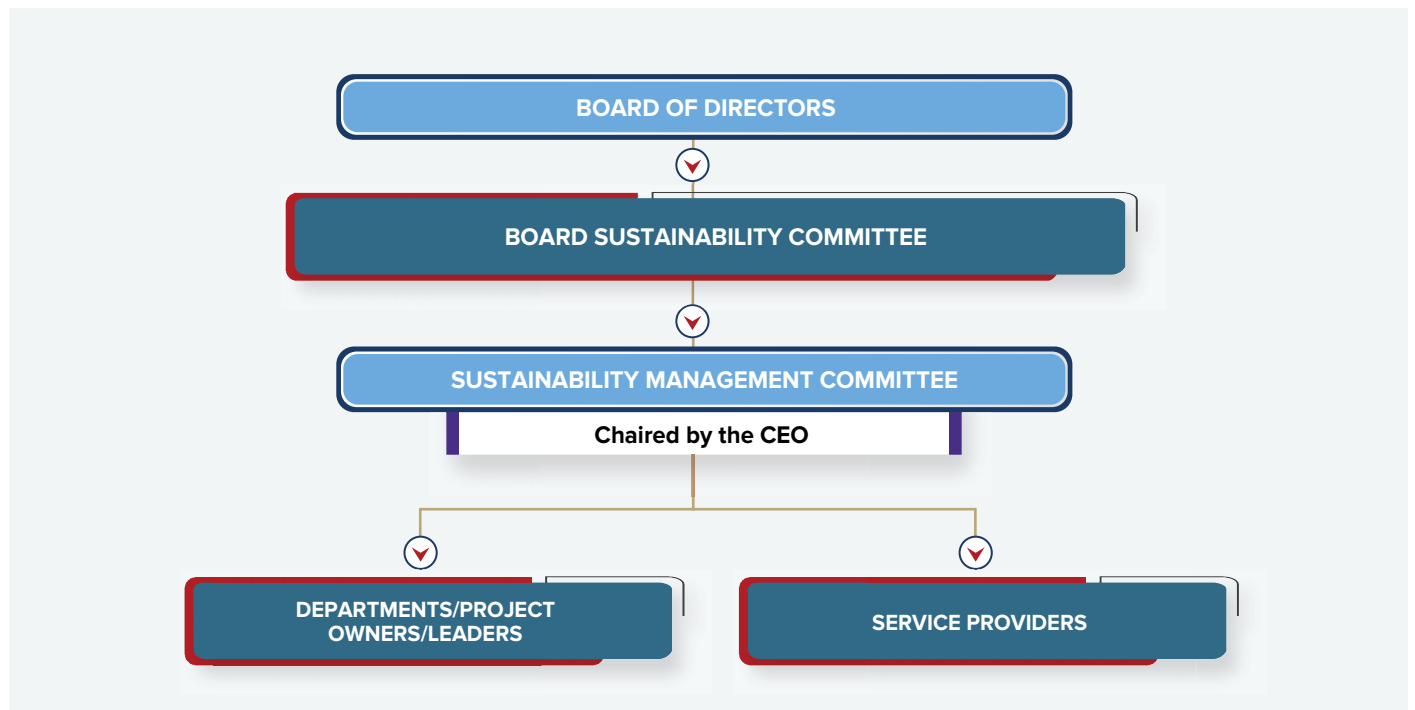 BOARD OF DIRECTORS
BOARD SUSTAINABILITY COMMITTEE
SUSTAINABILITY MANAGEMENT COMMITTEE
Chaired by the CEO
DEPARTMENTS/PROJECT
OWNERS/LEADERS
SERVICE PROVIDERS